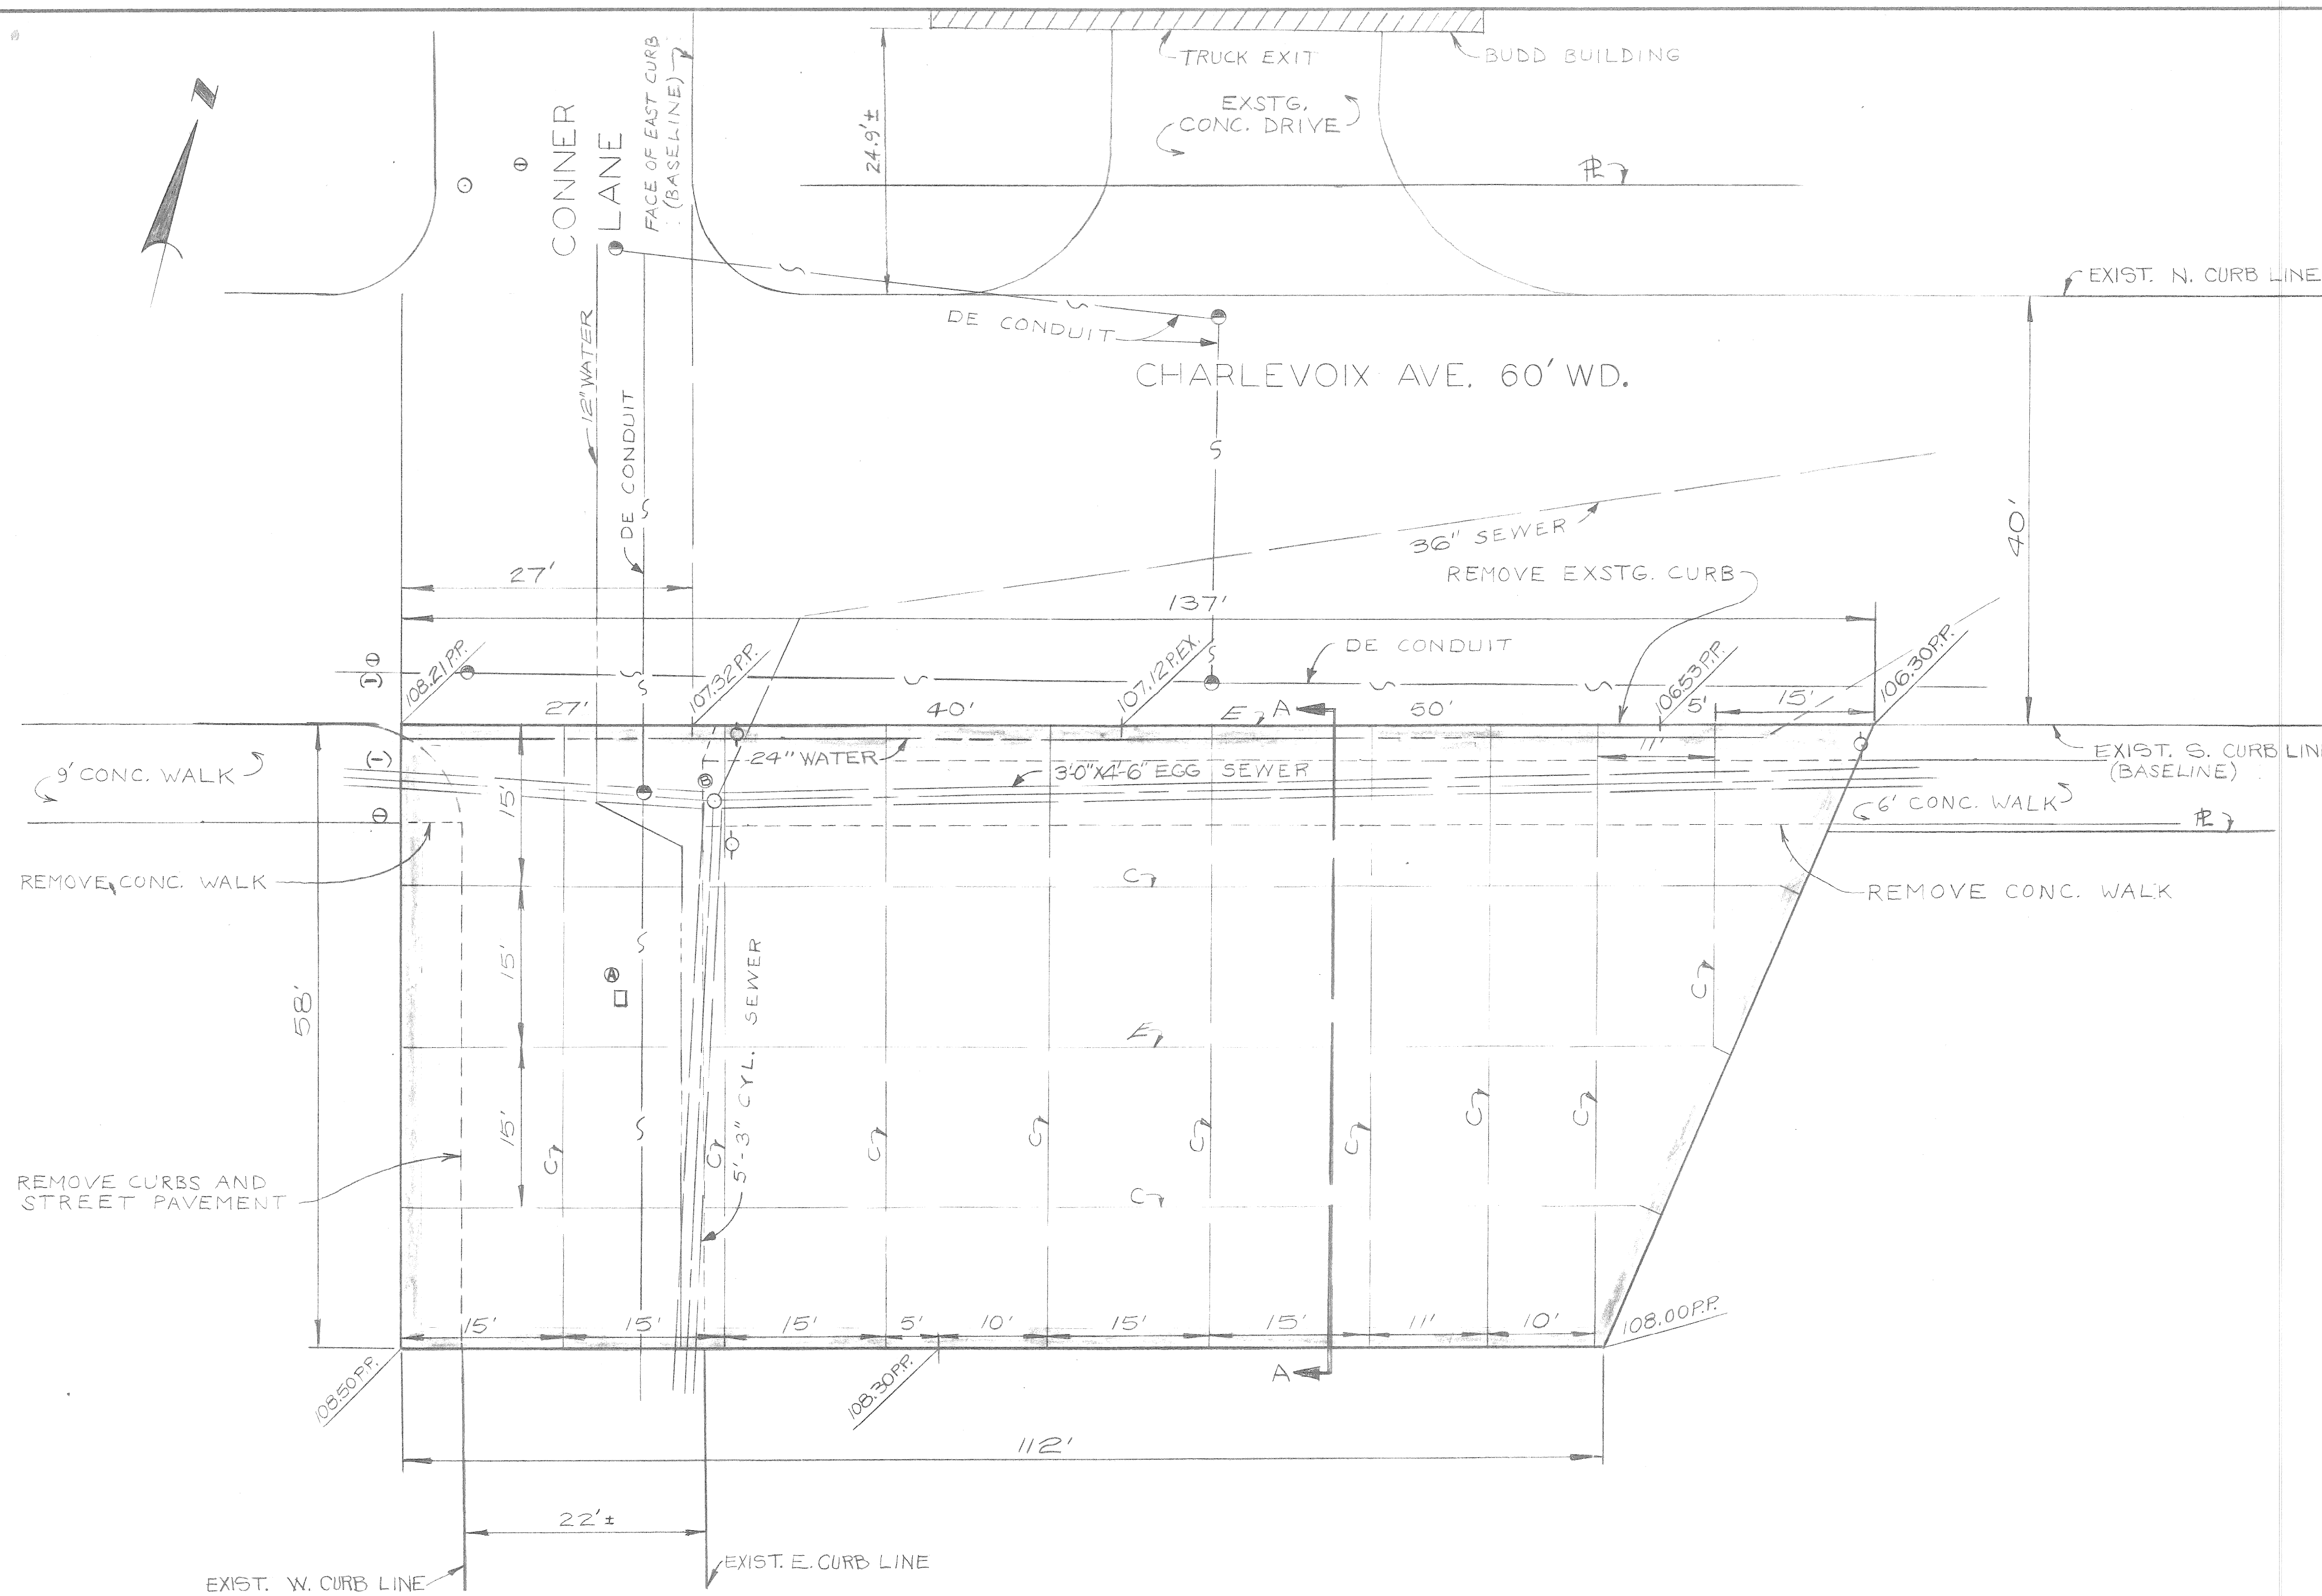 N
CONNER
LANE
FACE OF EAST CURB
(BASELINE)
TRUCK EXIT
BUDD BUILDING
EXSTG.
CONC. DRIVE
24.9'±
PL
EXIST. N. CURB LINE
S
S
DE CONDUIT
CHARLEVOIX AVE. 60' WD.
12" WATER
DE CONDUIT
S
S
36" SEWER
40'
27'
REMOVE EXSTG. CURB
137'
108.21 P.P.
107.32 P.P.
107.12 P.EX.
106.53 P.P.
106.30 P.P.
DE CONDUIT
S
S
S
S
S
S
27'
40'
E
A
50'
5'
15'
11'
24" WATER
EXIST. S. CURB LINE
(BASELINE)
9' CONC. WALK
B
3'-0"X4'-6" EGG SEWER
6' CONC. WALK
PL
15'
REMOVE CONC. WALK
C
REMOVE CONC. WALK
15'
S
A
5'-3" CYL. SEWER
C
58'
E
15'
S
C
C
C
C
C
C
C
C
REMOVE CURBS AND
STREET PAVEMENT
C
15'
15'
15'
5'
10'
15'
15'
11'
10'
108.00 P.P.
108.50 P.P.
108.30 P.P.
A
112'
22'±
EXIST. E. CURB LINE
EXIST. W. CURB LINE